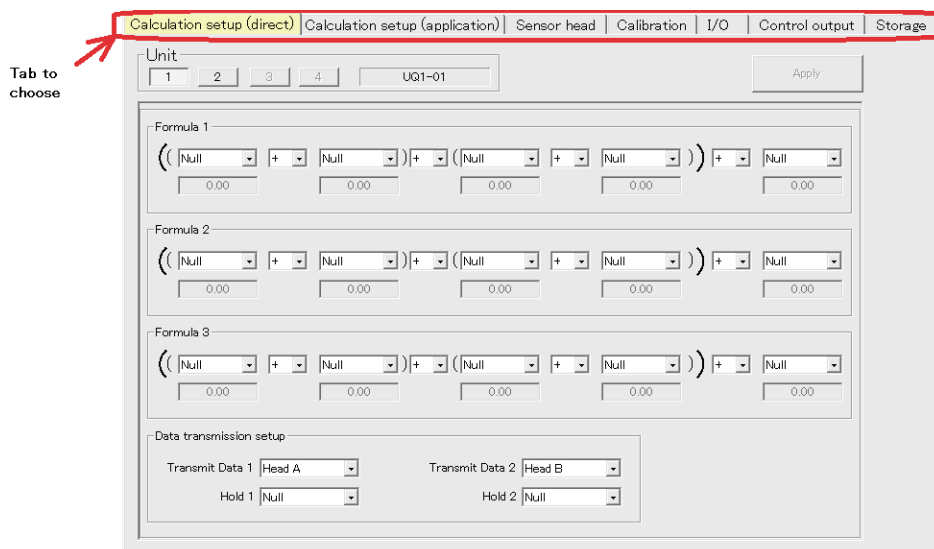 Calculation setup (direct) Calculation setup (application) Sensor head Calibration I/O Control output Storage
Tab to
choose
Unit
1 2 3 4 UQ1-01 Apply
Formula 1
((Null + Null)+(Null + Null)) + Null
0.00 0.00 0.00 0.00 0.00
Formula 2
((Null + Null)+(Null + Null)) + Null
0.00 0.00 0.00 0.00 0.00
Formula 3
((Null + Null)+(Null + Null)) + Null
0.00 0.00 0.00 0.00 0.00
Data transmission setup
Transmit Data 1 Head A Transmit Data 2 Head B
Hold 1 Null Hold 2 Null